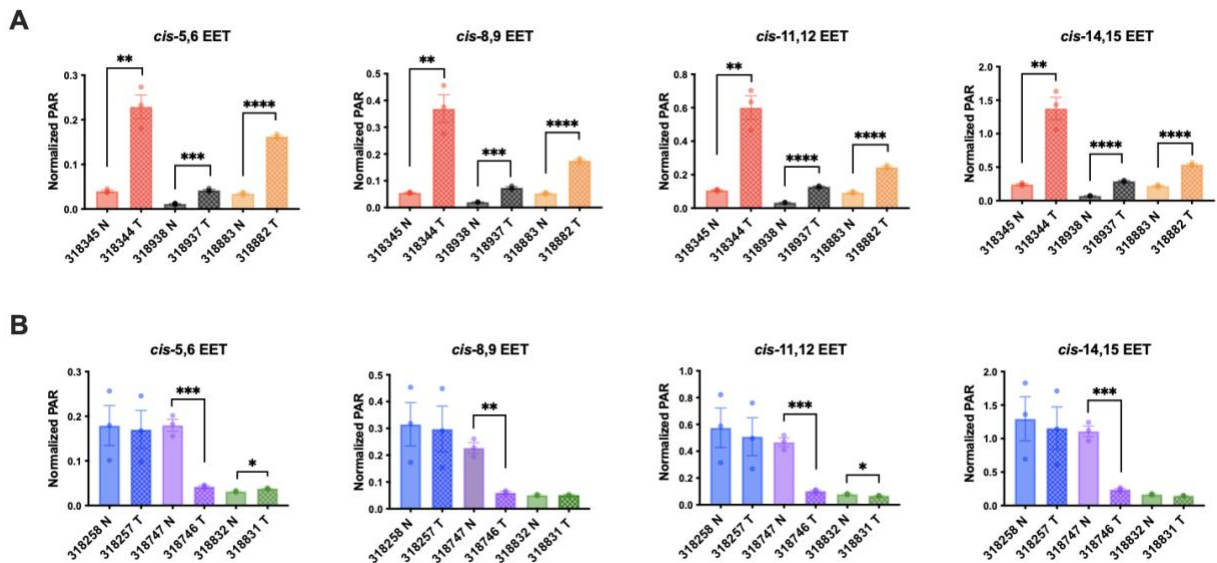 A
cis-5,6 EET
Normalized PAR
0.3
0.2
0.1
0.0
**
***
****
318345 N
318344 T
318938 N
318937 T
318883 N
318882 T
cis-8,9 EET
Normalized PAR
0.5
0.4
0.3
0.2
0.1
0.0
**
***
****
318345 N
318344 T
318938 N
318937 T
318883 N
318882 T
cis-11,12 EET
Normalized PAR
0.8
0.6
0.4
0.2
0.0
**
****
****
318345 N
318344 T
318938 N
318937 T
318883 N
318882 T
cis-14,15 EET
Normalized PAR
2.0
1.5
1.0
0.5
0.0
**
****
****
318345 N
318344 T
318938 N
318937 T
318883 N
318882 T
B
cis-5,6 EET
Normalized PAR
0.3
0.2
0.1
0.0
***
*
318258 N
318257 T
318747 N
318746 T
318832 N
318831 T
cis-8,9 EET
Normalized PAR
0.5
0.4
0.3
0.2
0.1
0.0
**
318258 N
318257 T
318747 N
318746 T
318832 N
318831 T
cis-11,12 EET
Normalized PAR
1.0
0.8
0.6
0.4
0.2
0.0
***
*
318258 N
318257 T
318747 N
318746 T
318832 N
318831 T
cis-14,15 EET
Normalized PAR
2.0
1.5
1.0
0.5
0.0
***
318258 N
318257 T
318747 N
318746 T
318832 N
318831 T